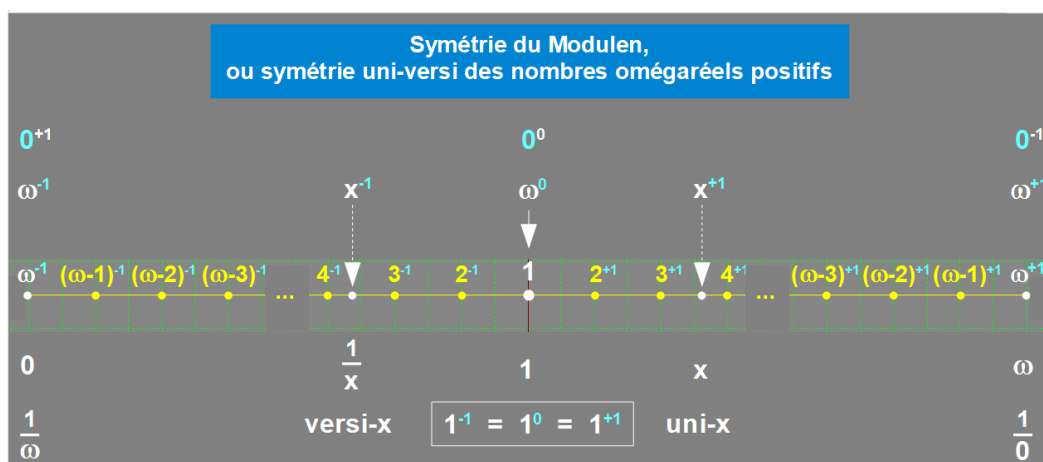 Symétrie du Modulen,
ou symétrie uni-versi des nombres omégaréels positifs
0⁺¹ 0⁰ 0⁻¹
ω⁻¹ x⁻¹ ω⁰ x⁺¹ ω⁺¹
ω⁻¹ (ω-1)⁻¹ (ω-2)⁻¹ (ω-3)⁻¹ ... 4⁻¹ 3⁻¹ 2⁻¹ 1 2⁺¹ 3⁺¹ 4⁺¹ ... (ω-3)⁺¹ (ω-2)⁺¹ (ω-1)⁺¹ ω⁺¹
0 1/x 1 x ω
1/ω versi-x 1⁻¹ = 1⁰ = 1⁺¹ uni-x 1/0